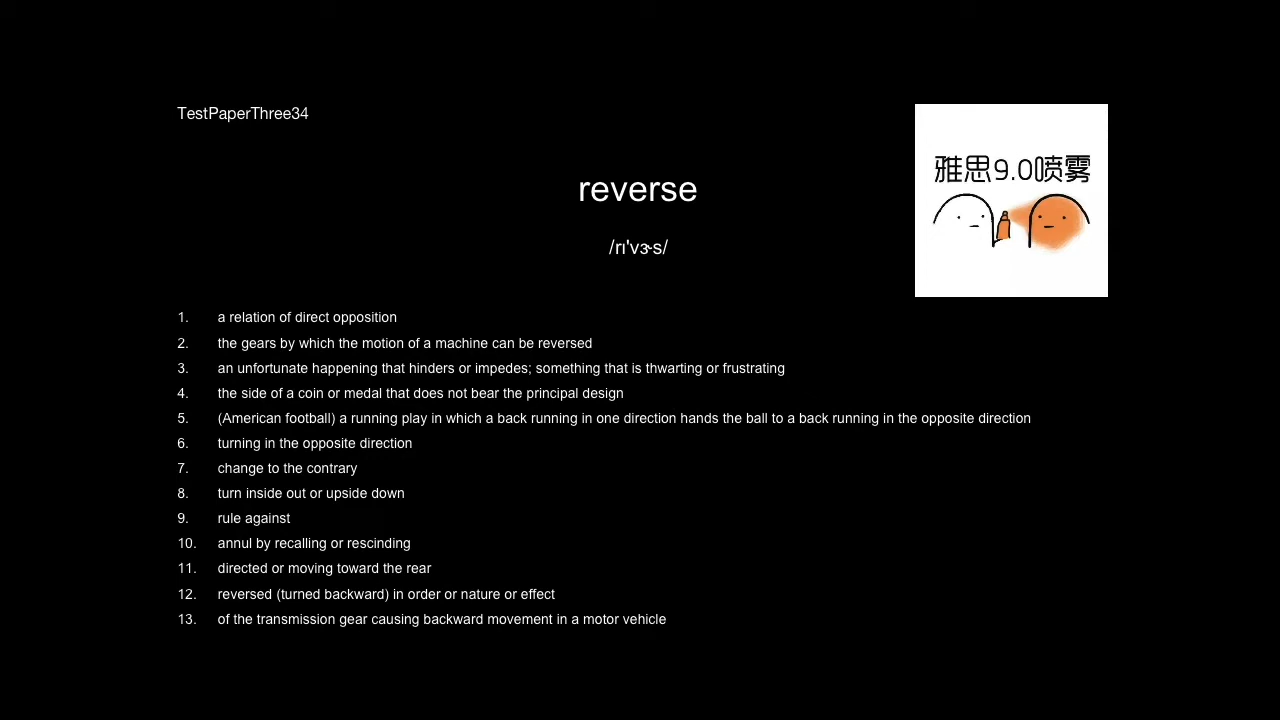 TestPaperThree34
雅思9.0喷雾
reverse
/rɪ'vɝs/
1. a relation of direct opposition
2. the gears by which the motion of a machine can be reversed
3. an unfortunate happening that hinders or impedes; something that is thwarting or frustrating
4. the side of a coin or medal that does not bear the principal design
5. (American football) a running play in which a back running in one direction hands the ball to a back running in the opposite direction
6. turning in the opposite direction
7. change to the contrary
8. turn inside out or upside down
9. rule against
10. annul by recalling or rescinding
11. directed or moving toward the rear
12. reversed (turned backward) in order or nature or effect
13. of the transmission gear causing backward movement in a motor vehicle